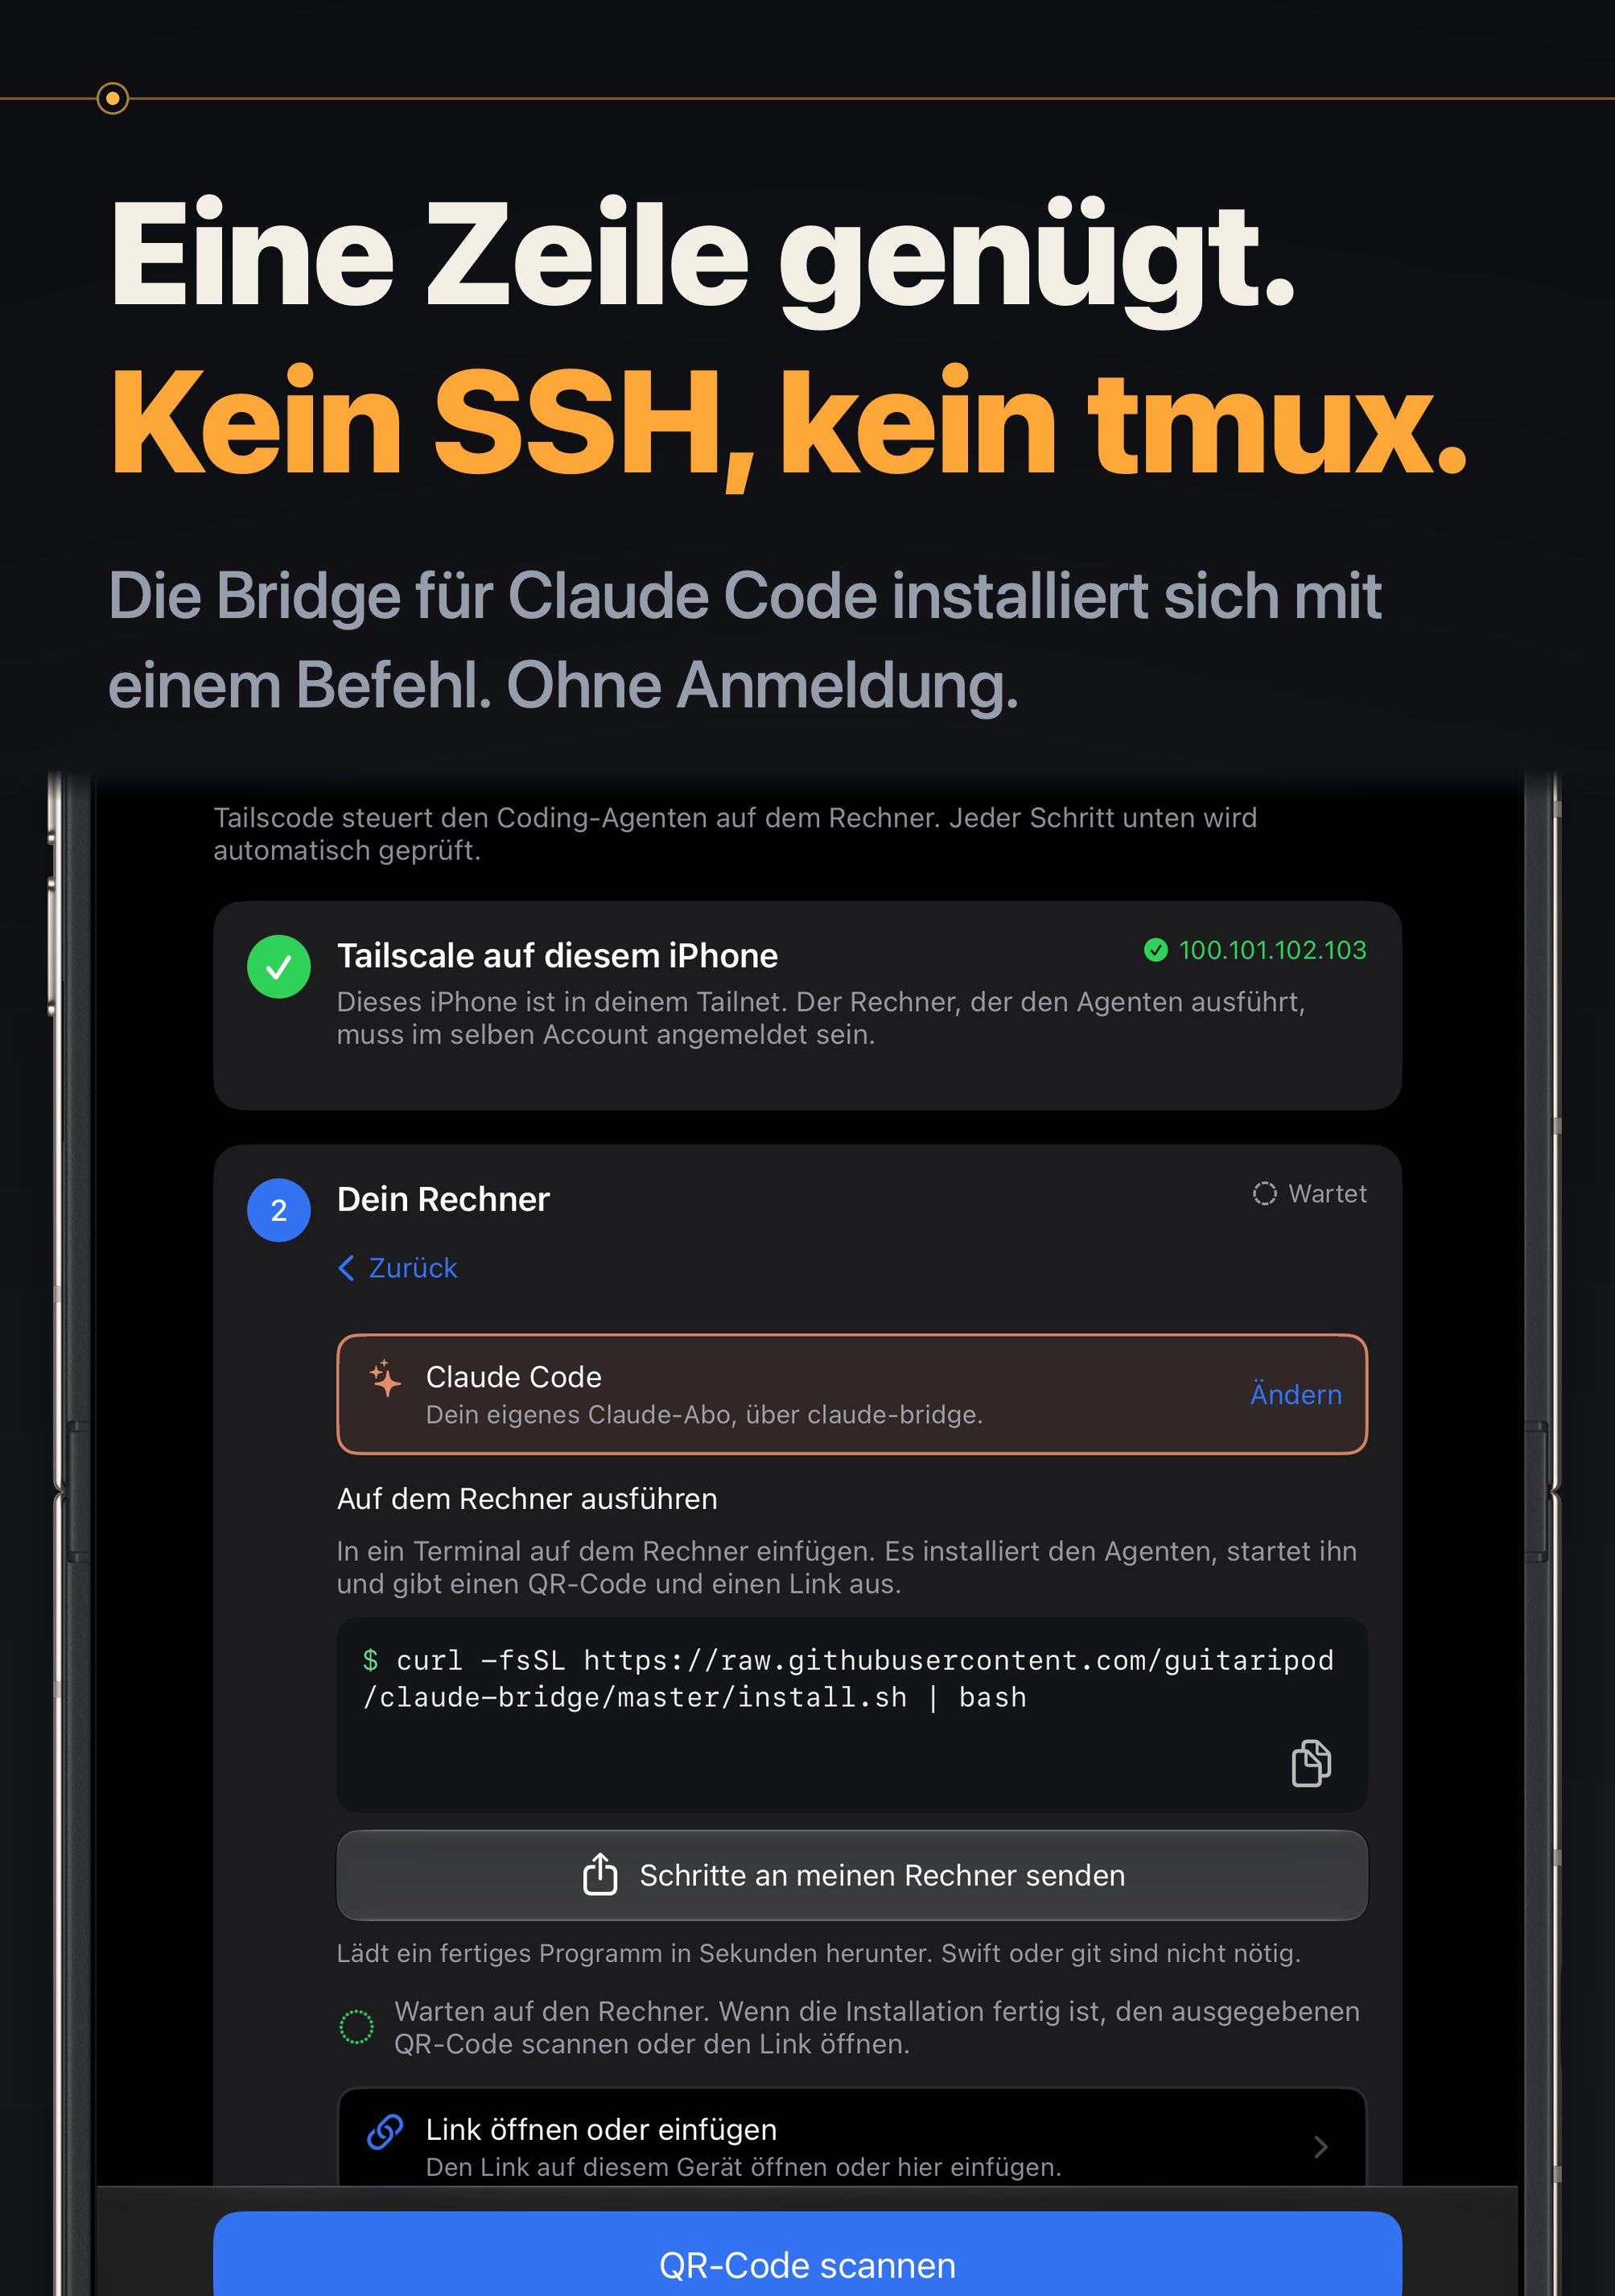 Eine Zeile genügt.
Kein SSH, kein tmux.
Die Bridge für Claude Code installiert sich mit
einem Befehl. Ohne Anmeldung.
Tailscode steuert den Coding-Agenten auf dem Rechner. Jeder Schritt unten wird
automatisch geprüft.
Tailscale auf diesem iPhone
100.101.102.103
Dieses iPhone ist in deinem Tailnet. Der Rechner, der den Agenten ausführt,
muss im selben Account angemeldet sein.
2
Dein Rechner
Wartet
Zurück
Claude Code
Dein eigenes Claude-Abo, über claude-bridge.
Ändern
Auf dem Rechner ausführen
In ein Terminal auf dem Rechner einfügen. Es installiert den Agenten, startet ihn
und gibt einen QR-Code und einen Link aus.
$ curl -fsSL https://raw.githubusercontent.com/guitaripod
/claude-bridge/master/install.sh | bash
Schritte an meinen Rechner senden
Lädt ein fertiges Programm in Sekunden herunter. Swift oder git sind nicht nötig.
Warten auf den Rechner. Wenn die Installation fertig ist, den ausgegebenen
QR-Code scannen oder den Link öffnen.
Link öffnen oder einfügen
Den Link auf diesem Gerät öffnen oder hier einfügen.
QR-Code scannen